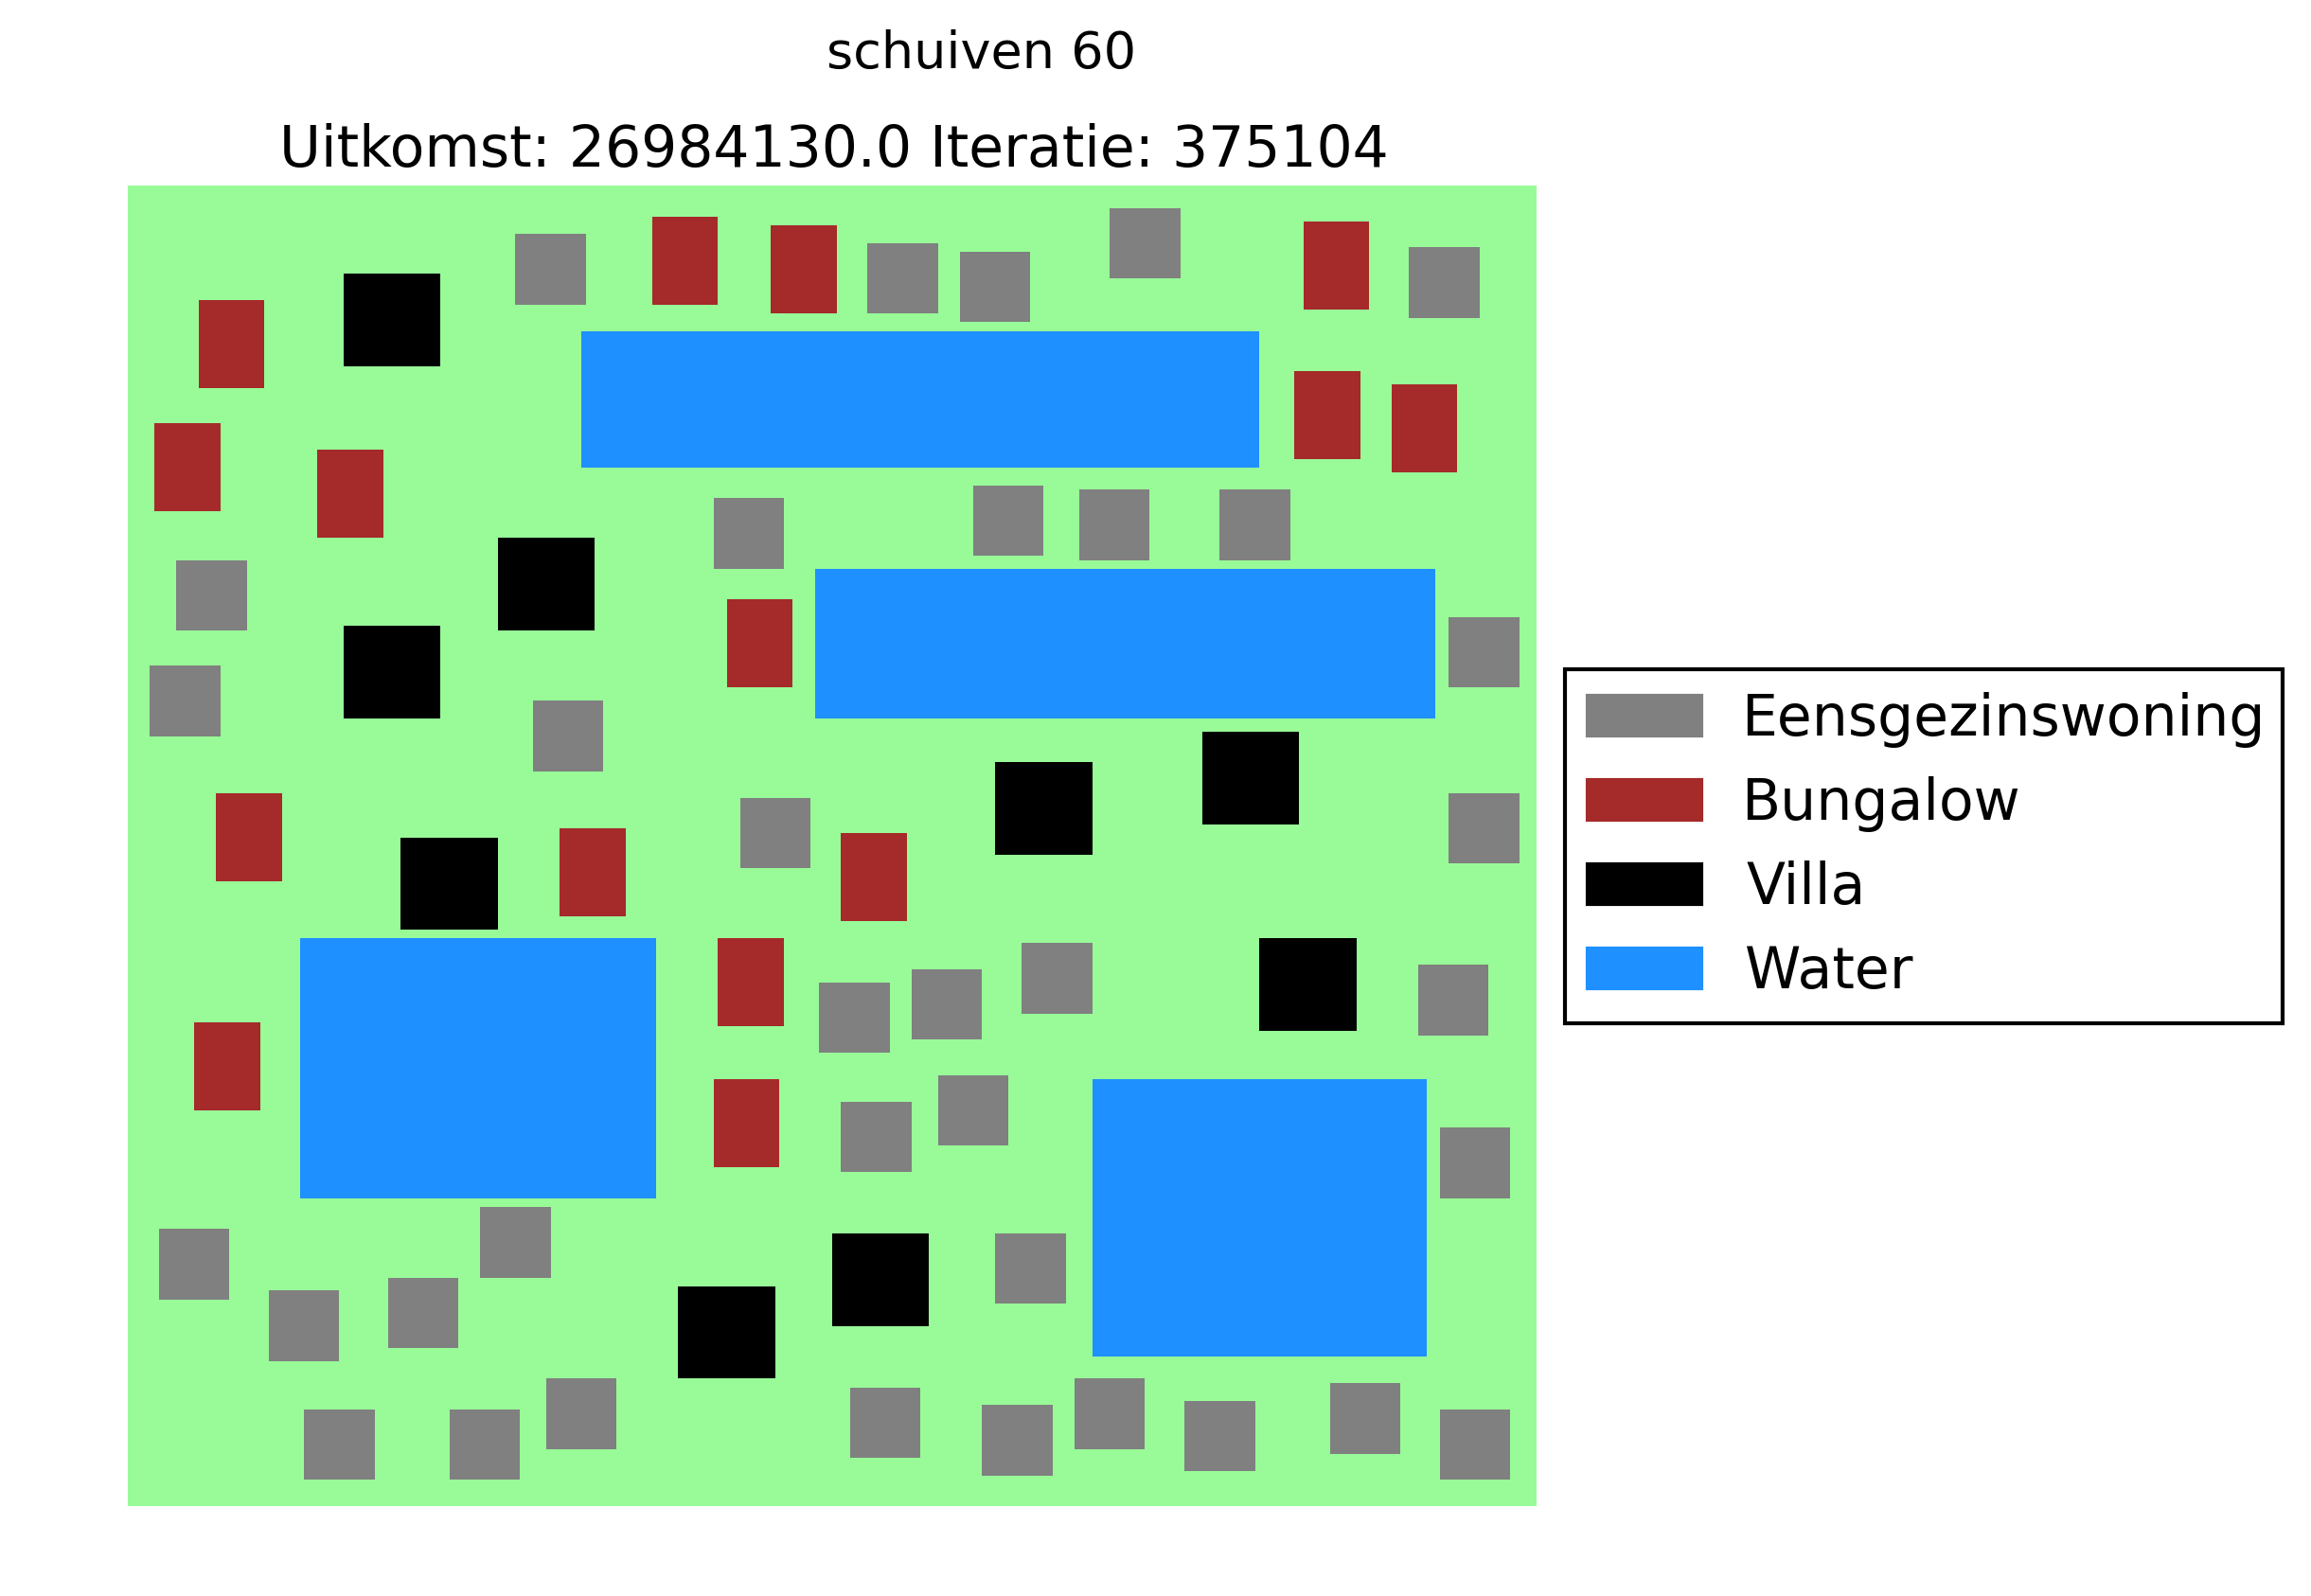 schuiven 60
Uitkomst: 26984130.0 Iteratie: 375104
Eensgezinswoning
Bungalow
Villa
Water